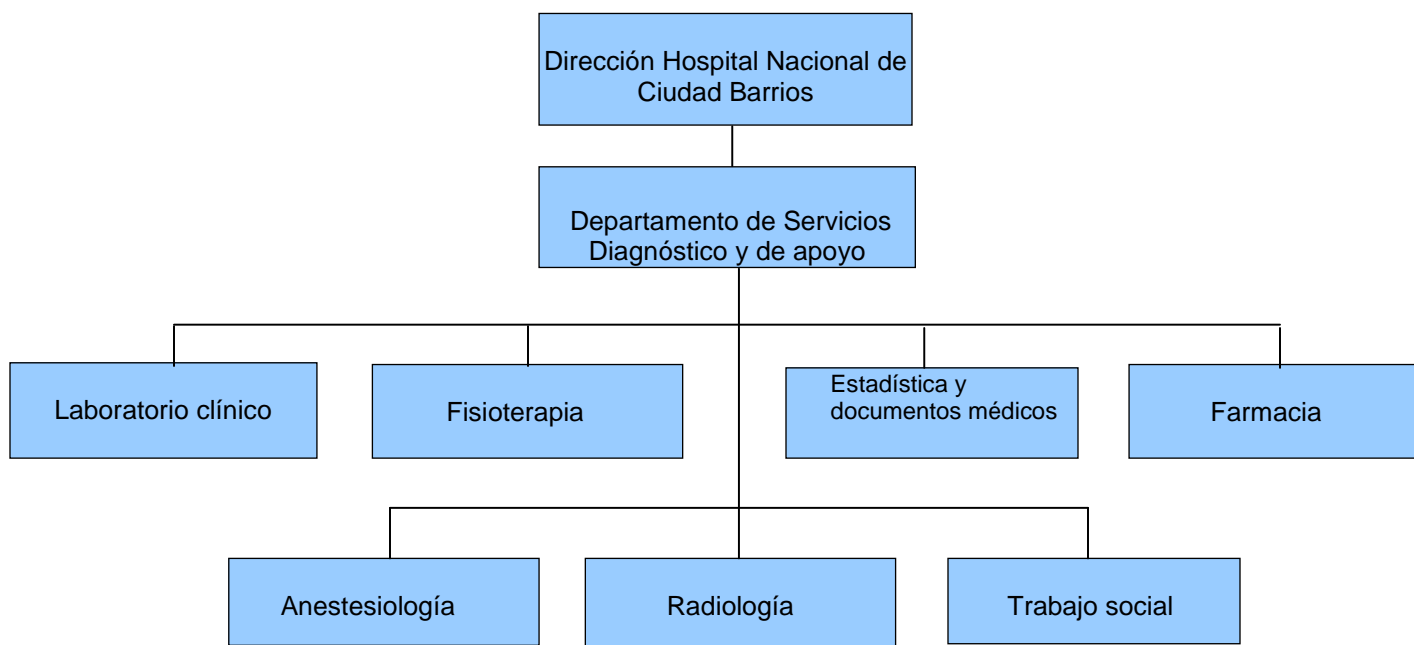 Dirección Hospital Nacional de
Ciudad Barrios
Departamento de Servicios
Diagnóstico y de apoyo
Laboratorio clínico
Fisioterapia
Estadística y
documentos médicos
Farmacia
Anestesiología
Radiología
Trabajo social